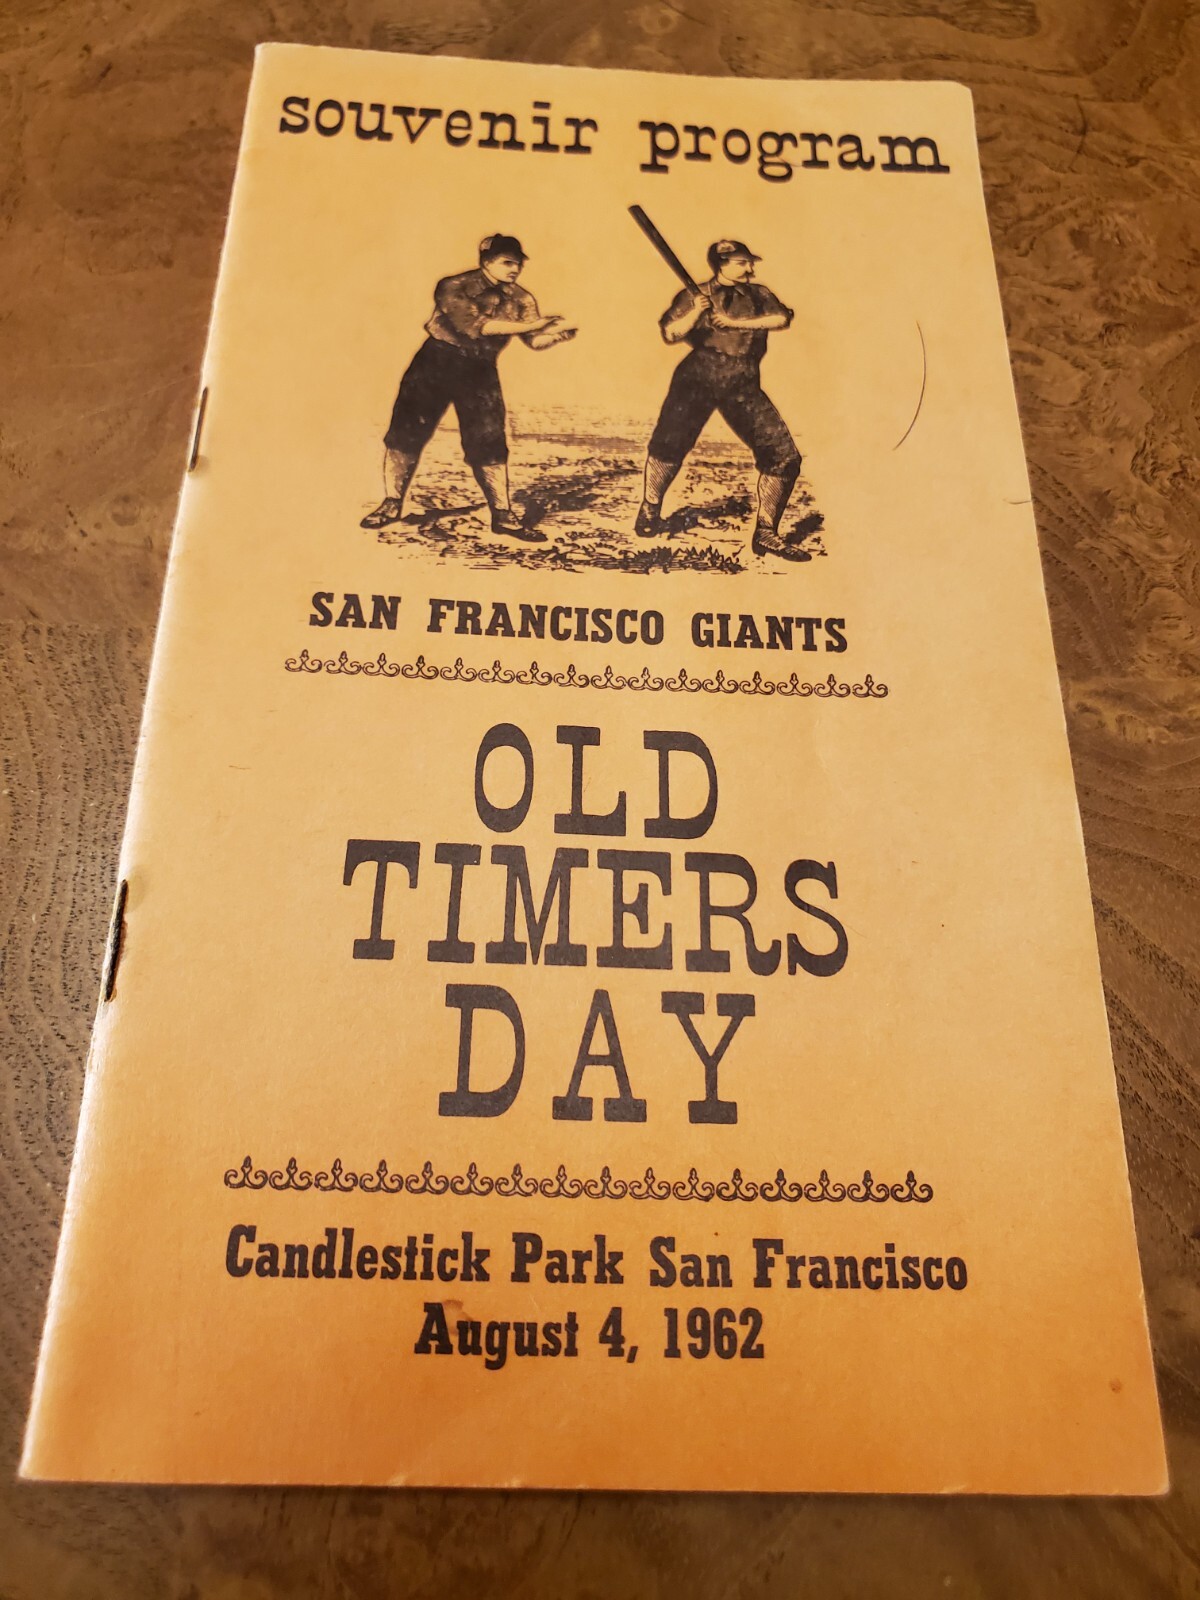 souvenir program
SAN FRANCISCO GIANTS
OLD
TIMERS
DAY
Candlestick Park San Francisco
August 4, 1962